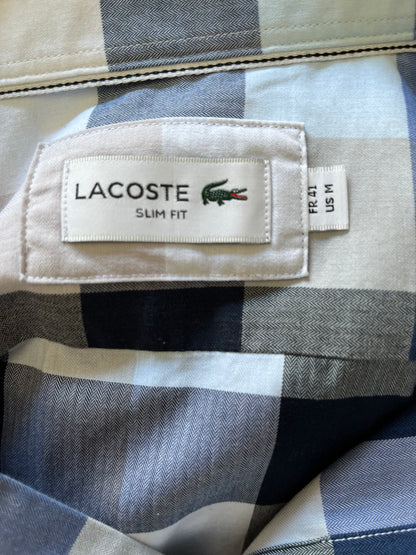 LACOSTE
SLIM FIT
FR 41
US M